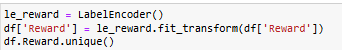 le_reward = LabelEncoder()
df['Reward'] = le_reward.fit_transform(df['Reward'])
df.Reward.unique()